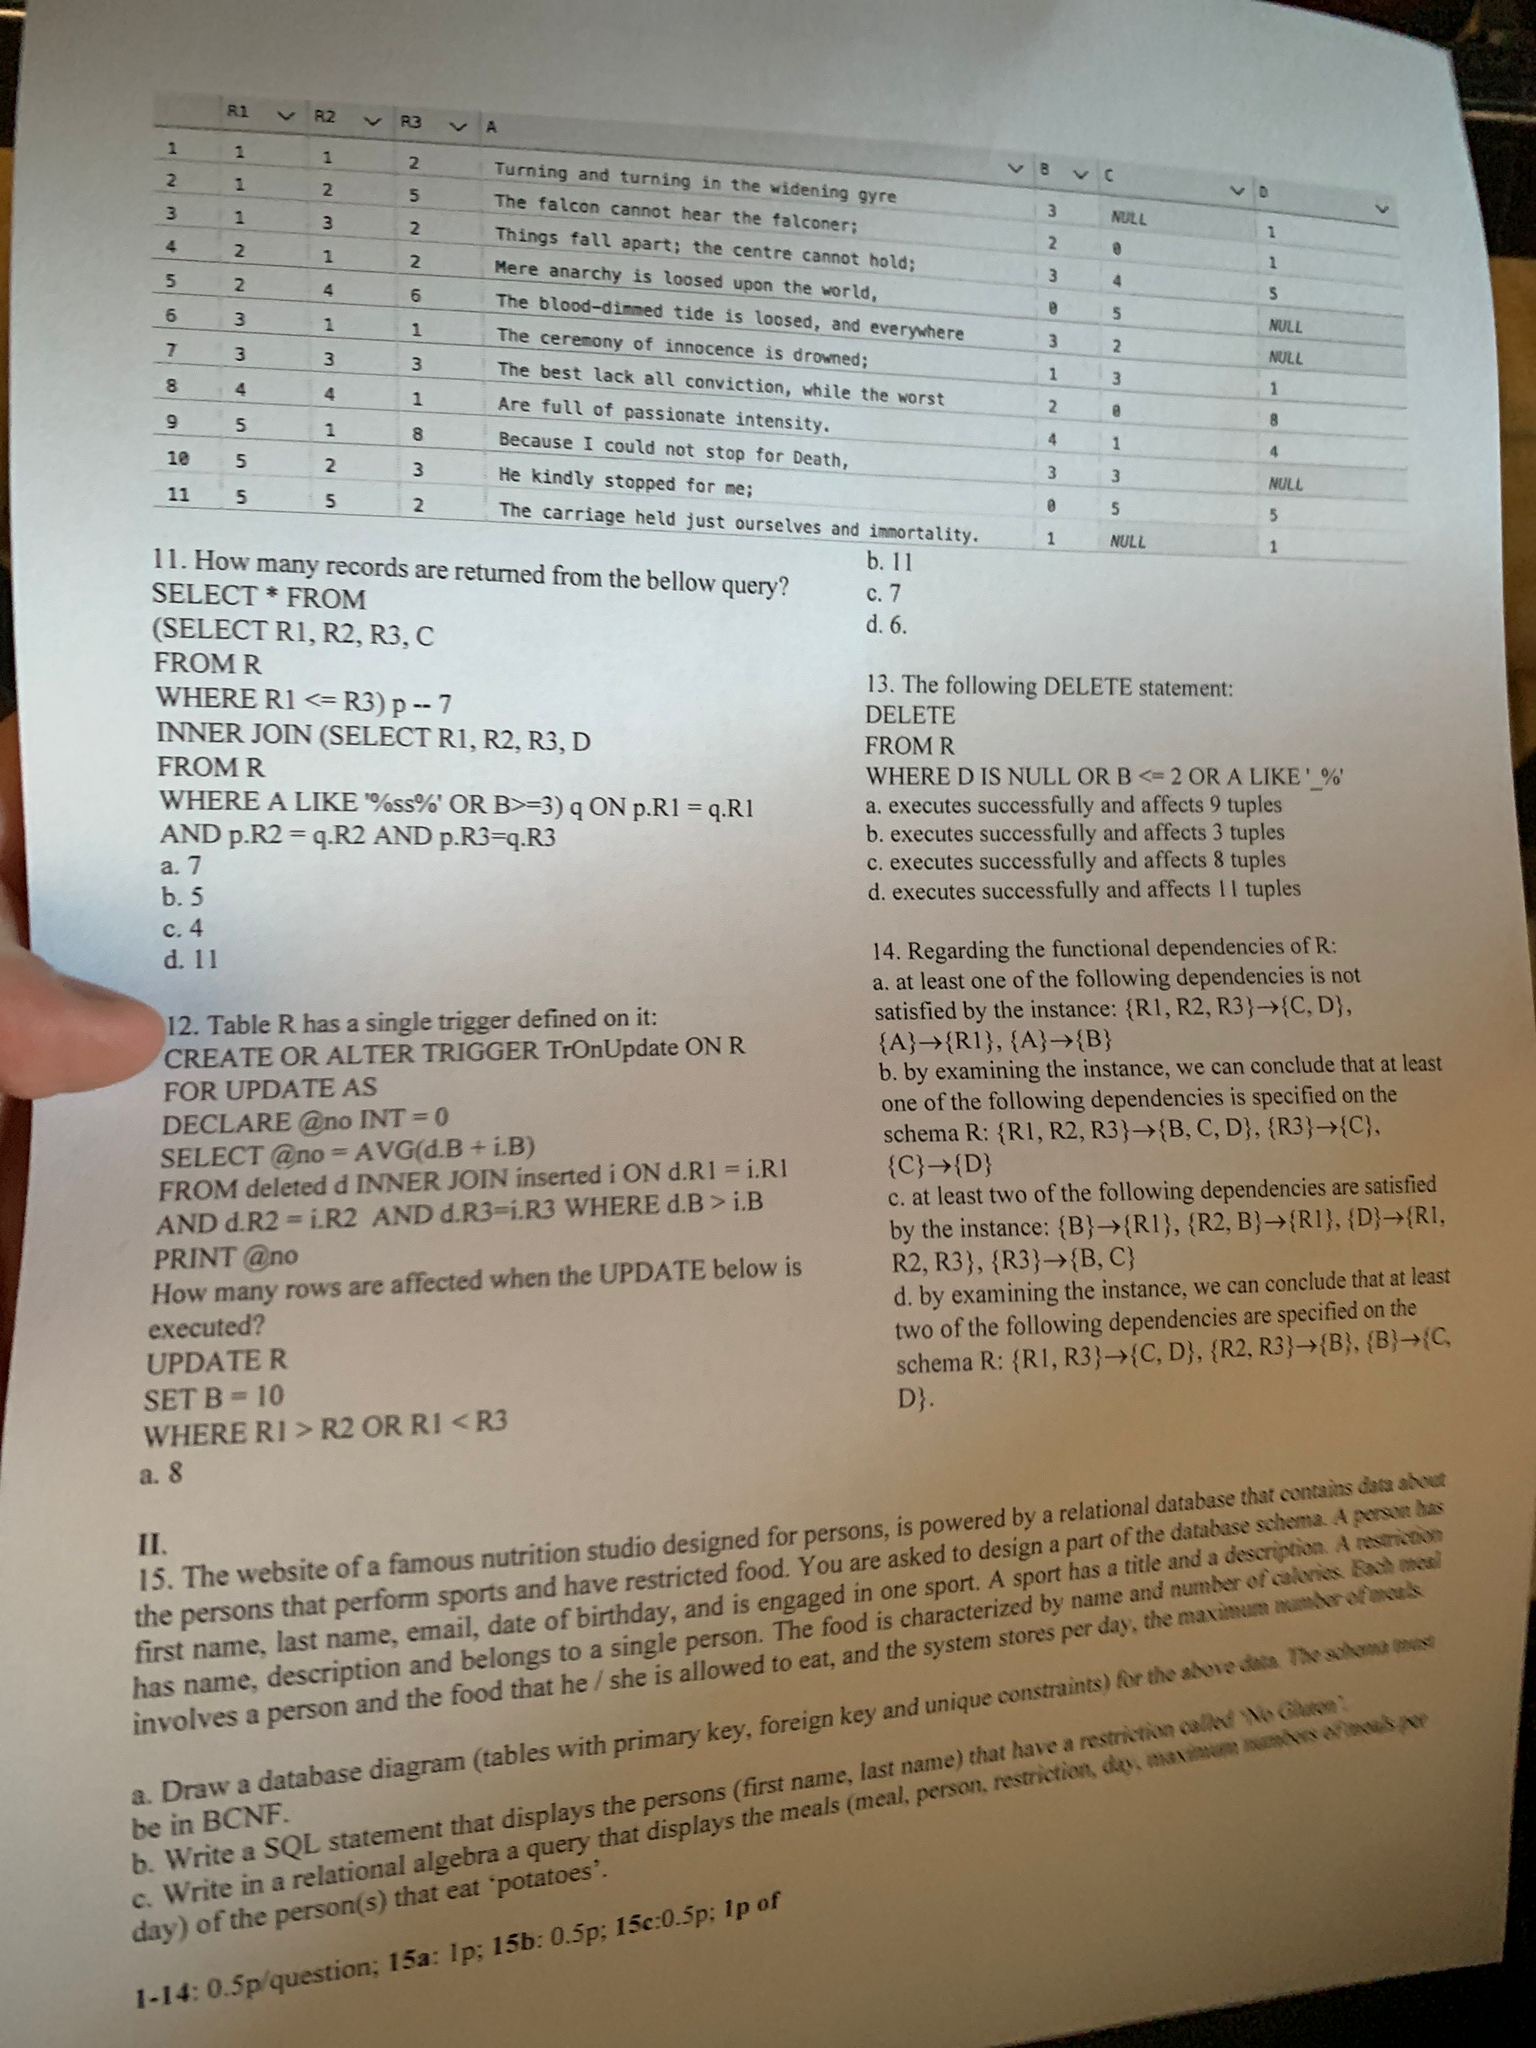 R1 R2 R3 A B C D
1 1 1 2 Turning and turning in the widening gyre 3 NULL 1
2 1 2 5 The falcon cannot hear the falconer; 2 0 1
3 1 3 2 Things fall apart; the centre cannot hold; 3 4 5
4 2 1 2 Mere anarchy is loosed upon the world, 0 5 NULL
5 2 4 6 The blood-dimmed tide is loosed, and everywhere 3 2 NULL
6 3 1 1 The ceremony of innocence is drowned; 1 3 1
7 3 3 3 The best lack all conviction, while the worst 2 0 8
8 4 4 1 Are full of passionate intensity. 4 1 4
9 5 1 8 Because I could not stop for Death, 3 3 NULL
10 5 2 3 He kindly stopped for me; 0 5 5
11 5 5 2 The carriage held just ourselves and immortality. 1 NULL 1
11. How many records are returned from the bellow query?
SELECT * FROM
(SELECT R1, R2, R3, C
FROM R
WHERE R1 <= R3) p -- 7
INNER JOIN (SELECT R1, R2, R3, D
FROM R
WHERE A LIKE '%ss%' OR B>=3) q ON p.R1 = q.R1
AND p.R2 = q.R2 AND p.R3=q.R3
a. 7
b. 5
c. 4
d. 11
12. Table R has a single trigger defined on it:
CREATE OR ALTER TRIGGER TrOnUpdate ON R
FOR UPDATE AS
DECLARE @no INT = 0
SELECT @no = AVG(d.B + i.B)
FROM deleted d INNER JOIN inserted i ON d.R1 = i.R1
AND d.R2 = i.R2 AND d.R3=i.R3 WHERE d.B > i.B
PRINT @no
How many rows are affected when the UPDATE below is
executed?
UPDATE R
SET B = 10
WHERE R1 > R2 OR R1 < R3
a. 8
b. 11
c. 7
d. 6.
13. The following DELETE statement:
DELETE
FROM R
WHERE D IS NULL OR B <= 2 OR A LIKE '_%'
a. executes successfully and affects 9 tuples
b. executes successfully and affects 3 tuples
c. executes successfully and affects 8 tuples
d. executes successfully and affects 11 tuples
14. Regarding the functional dependencies of R:
a. at least one of the following dependencies is not
satisfied by the instance: {R1, R2, R3}→{C, D},
{A}→{R1}, {A}→{B}
b. by examining the instance, we can conclude that at least
one of the following dependencies is specified on the
schema R: {R1, R2, R3}→{B, C, D}, {R3}→{C},
{C}→{D}
c. at least two of the following dependencies are satisfied
by the instance: {B}→{R1}, {R2, B}→{R1}, {D}→{R1,
R2, R3}, {R3}→{B, C}
d. by examining the instance, we can conclude that at least
two of the following dependencies are specified on the
schema R: {R1, R3}→{C, D}, {R2, R3}→{B}, {B}→{C,
D}.
II.
15. The website of a famous nutrition studio designed for persons, is powered by a relational database that contains data about
the persons that perform sports and have restricted food. You are asked to design a part of the database schema. A person has
first name, last name, email, date of birthday, and is engaged in one sport. A sport has a title and a description. A restriction
has name, description and belongs to a single person. The food is characterized by name and number of calories. Each meal
involves a person and the food that he / she is allowed to eat, and the system stores per day, the maximum number of meals.
a. Draw a database diagram (tables with primary key, foreign key and unique constraints) for the above data. The schema must
be in BCNF.
b. Write a SQL statement that displays the persons (first name, last name) that have a restriction called 'No Gluten'.
c. Write in a relational algebra a query that displays the meals (meal, person, restriction, day, maximum numbers of meals per
day) of the person(s) that eat 'potatoes'.
1-14: 0.5p/question; 15a: 1p; 15b: 0.5p; 15c:0.5p; 1p of